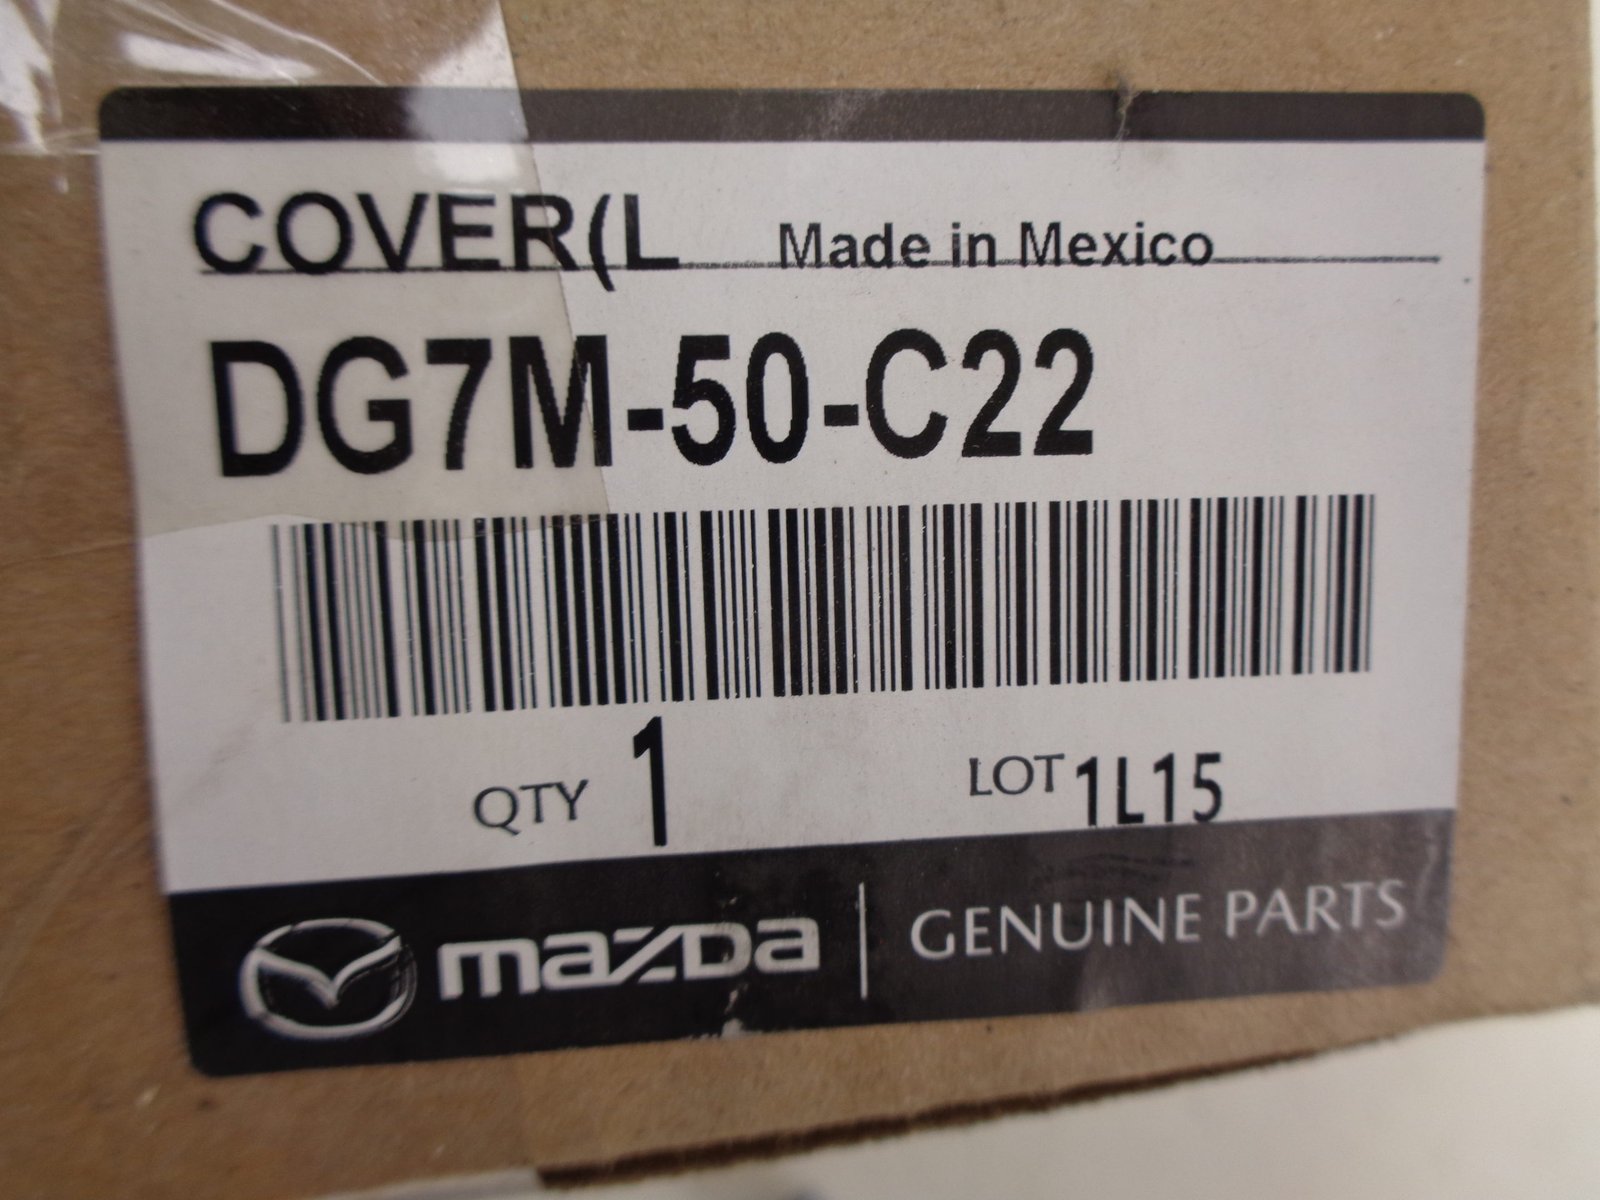 COVER(L Made in Mexico
DG7M-50-C22
QTY 1 LOT 1L15
mazda GENUINE PARTS